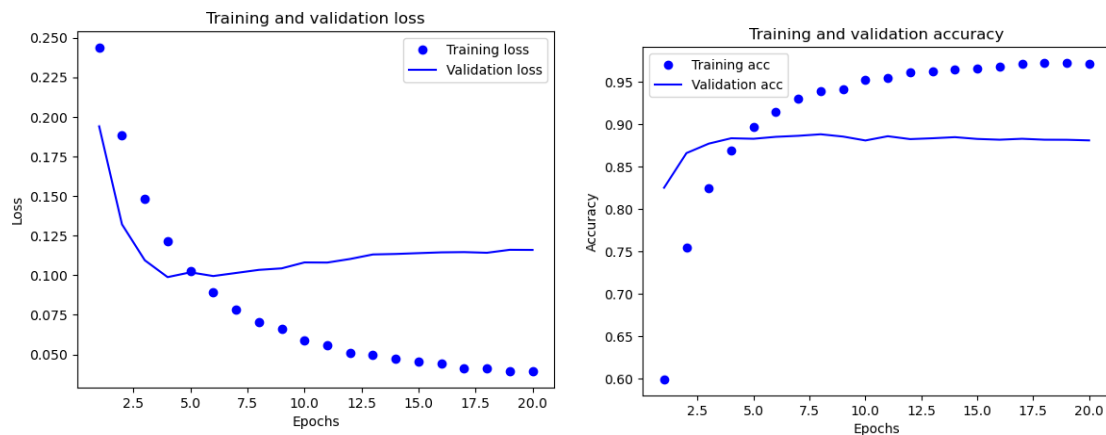 Training and validation loss
0.250
0.225
0.200
0.175
0.150
0.125
0.100
0.075
0.050
Loss
Training loss
Validation loss
2.5 5.0 7.5 10.0 12.5 15.0 17.5 20.0
Epochs
Training and validation accuracy
0.95
0.90
0.85
0.80
0.75
0.70
0.65
0.60
Accuracy
Training acc
Validation acc
2.5 5.0 7.5 10.0 12.5 15.0 17.5 20.0
Epochs